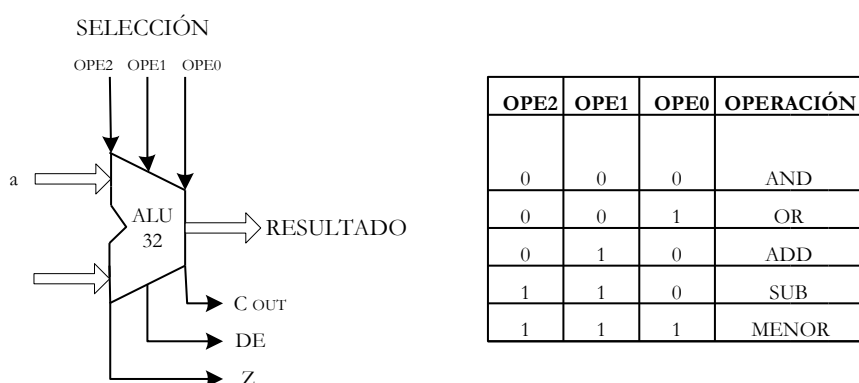 SELECCIÓN
OPE2 OPE1 OPE0
a
ALU
32
RESULTADO
C OUT
DE
Z
OPE2 OPE1 OPE0 OPERACIÓN
0 0 0 AND
0 0 1 OR
0 1 0 ADD
1 1 0 SUB
1 1 1 MENOR